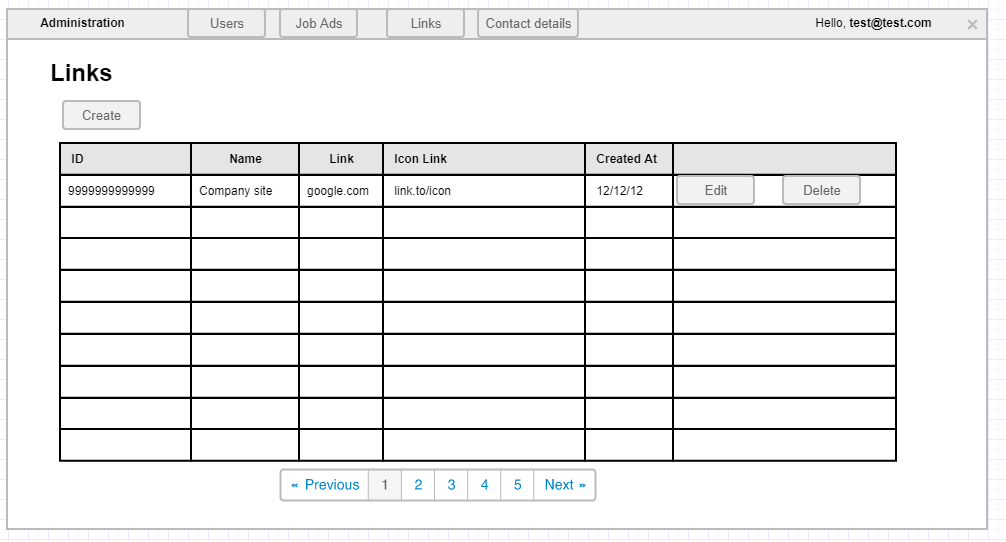 Administration Users Job Ads Links Contact details Hello, test@test.com ×
Links
Create
ID Name Link Icon Link Created At
9999999999999 Company site google.com link.to/icon 12/12/12 Edit Delete
« Previous 1 2 3 4 5 Next »